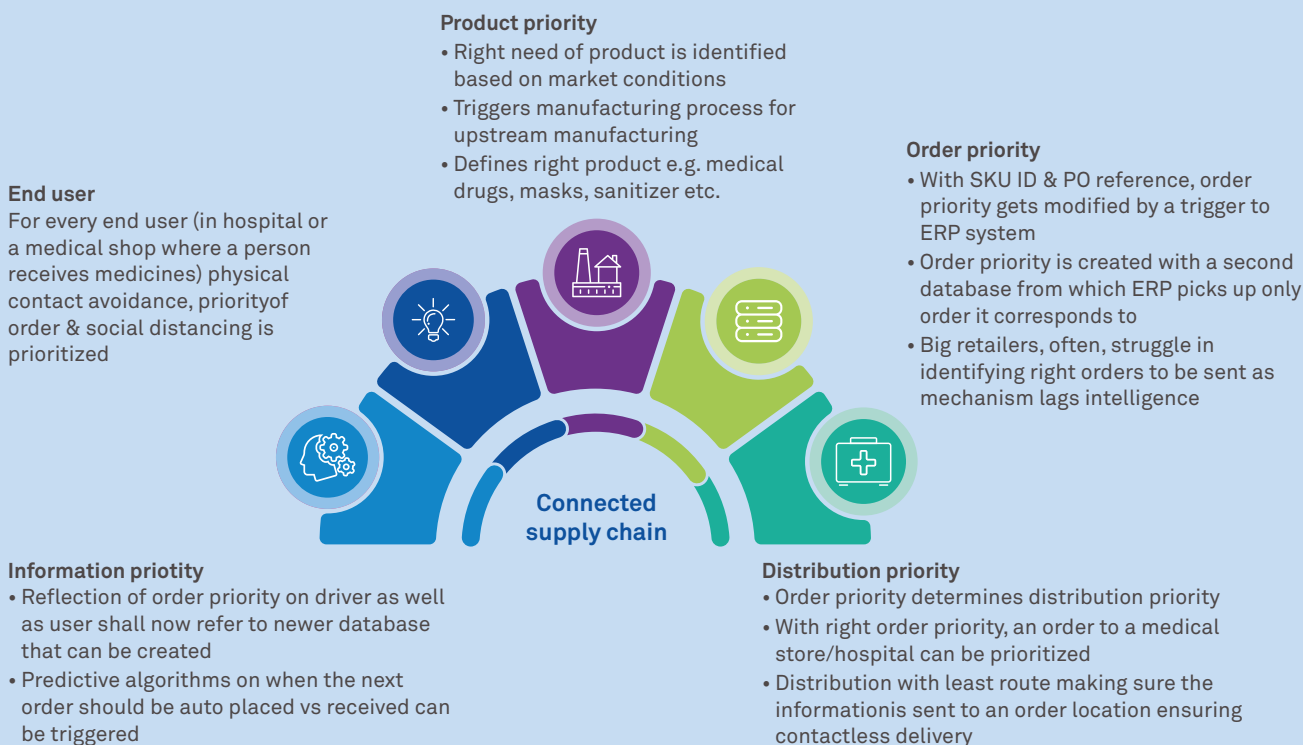 Product priority
• Right need of product is identified
based on market conditions
• Triggers manufacturing process for
upstream manufacturing
• Defines right product e.g. medical
drugs, masks, sanitizer etc.
Order priority
• With SKU ID & PO reference, order
priority gets modified by a trigger to
ERP system
• Order priority is created with a second
database from which ERP picks up only
order it corresponds to
• Big retailers, often, struggle in
identifying right orders to be sent as
mechanism lags intelligence
End user
For every end user (in hospital or
a medical shop where a person
receives medicines) physical
contact avoidance, priorityof
order & social distancing is
prioritized
Connected
supply chain
Information priotity
• Reflection of order priority on driver as well
as user shall now refer to newer database
that can be created
• Predictive algorithms on when the next
order should be auto placed vs received can
be triggered
Distribution priority
• Order priority determines distribution priority
• With right order priority, an order to a medical
store/hospital can be prioritized
• Distribution with least route making sure the
informationis sent to an order location ensuring
contactless delivery